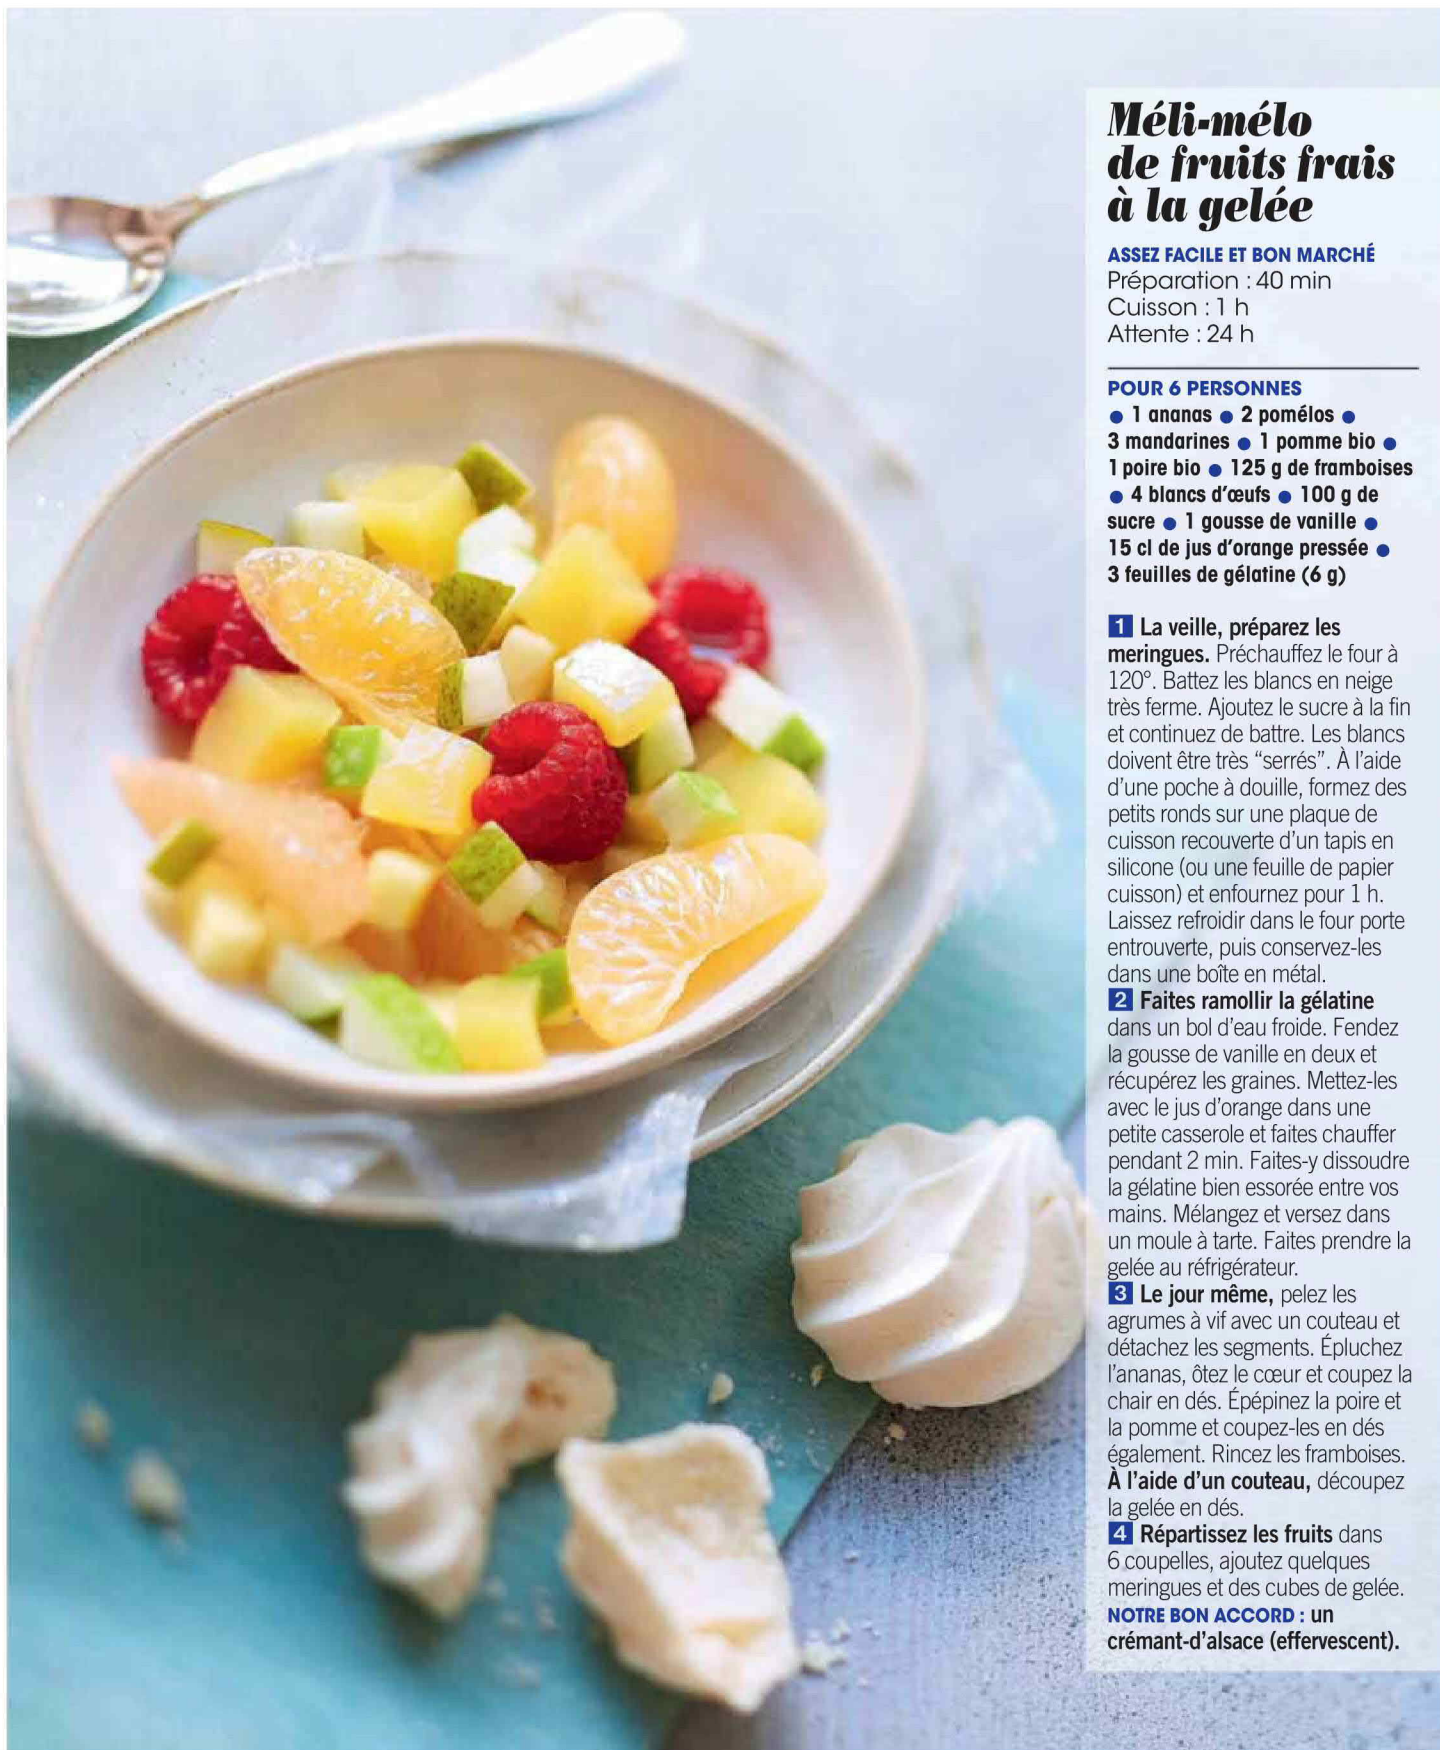 Méli-mélo
de fruits frais
à la gelée
ASSEZ FACILE ET BON MARCHÉ
Préparation : 40 min
Cuisson : 1 h
Attente : 24 h
POUR 6 PERSONNES
● 1 ananas ● 2 pomélos ●
3 mandarines ● 1 pomme bio ●
1 poire bio ● 125 g de framboises
● 4 blancs d’œufs ● 100 g de
sucre ● 1 gousse de vanille ●
15 cl de jus d’orange pressée ●
3 feuilles de gélatine (6 g)
1 La veille, préparez les
meringues. Préchauffez le four à
120°. Battez les blancs en neige
très ferme. Ajoutez le sucre à la fin
et continuez de battre. Les blancs
doivent être très “serrés”. À l’aide
d’une poche à douille, formez des
petits ronds sur une plaque de
cuisson recouverte d’un tapis en
silicone (ou une feuille de papier
cuisson) et enfournez pour 1 h.
Laissez refroidir dans le four porte
entrouverte, puis conservez-les
dans une boîte en métal.
2 Faites ramollir la gélatine
dans un bol d’eau froide. Fendez
la gousse de vanille en deux et
récupérez les graines. Mettez-les
avec le jus d’orange dans une
petite casserole et faites chauffer
pendant 2 min. Faites-y dissoudre
la gélatine bien essorée entre vos
mains. Mélangez et versez dans
un moule à tarte. Faites prendre la
gelée au réfrigérateur.
3 Le jour même, pelez les
agrumes à vif avec un couteau et
détachez les segments. Épluchez
l’ananas, ôtez le cœur et coupez la
chair en dés. Épépinez la poire et
la pomme et coupez-les en dés
également. Rincez les framboises.
À l’aide d’un couteau, découpez
la gelée en dés.
4 Répartissez les fruits dans
6 coupelles, ajoutez quelques
meringues et des cubes de gelée.
NOTRE BON ACCORD : un
crémant-d’alsace (effervescent).